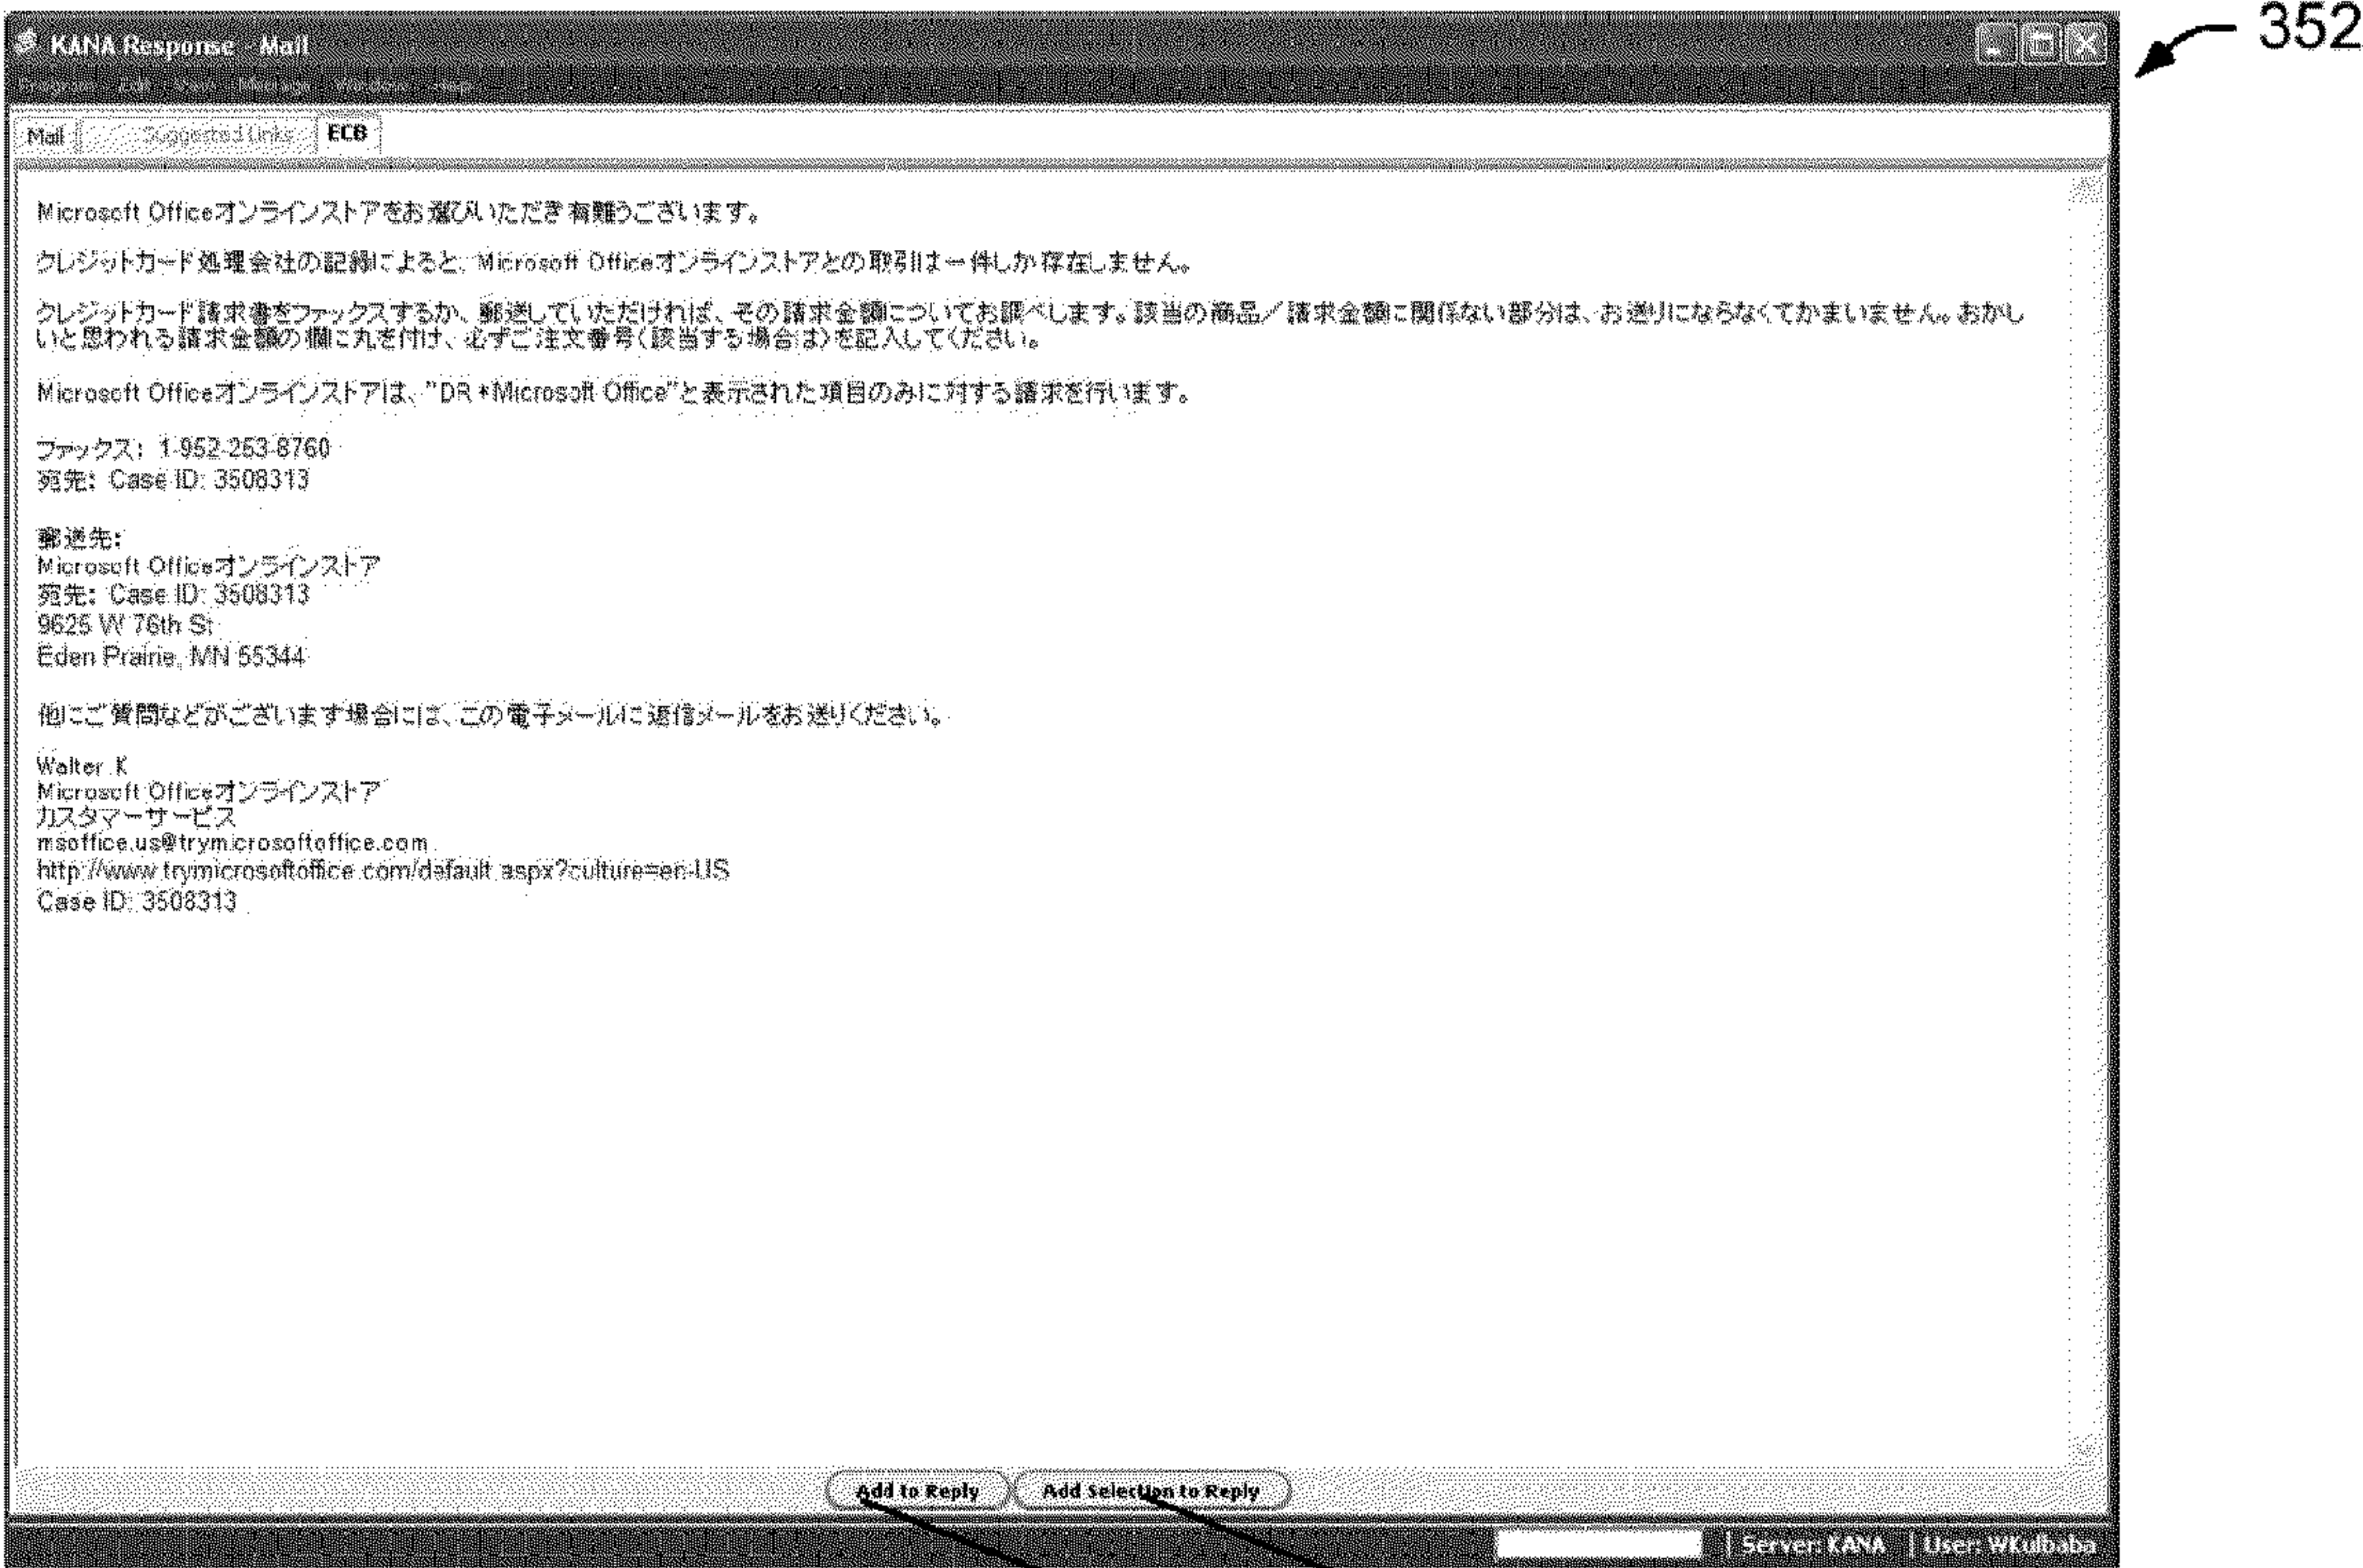 352
KANA Response - Mail
Program Edit View Message Window Help
Mail Suggested Links ECB
Microsoft Officeオンラインストアをお選びいただき有難うございます。
クレジットカード処理会社の記録によると、Microsoft Officeオンラインストアとの取引は一件しか存在しません。
クレジットカード請求書をファックスするか、郵送していただければ、その請求金額についてお調べします。該当の商品／請求金額に関係ない部分は、お送りにならなくてかまいません。おかし
いと思われる請求金額の欄に丸を付け、必ずご注文番号(該当する場合は)を記入してください。
Microsoft Officeオンラインストアは、"DR *Microsoft Office"と表示された項目のみに対する請求を行います。
ファックス: 1-952-253-8760
宛先: Case ID: 3508313
郵送先:
Microsoft Officeオンラインストア
宛先: Case ID: 3508313
9625 W 76th St
Eden Prairie, MN 55344
他にご質問などがございます場合には、この電子メールに返信メールをお送りください。
Walter K
Microsoft Officeオンラインストア
カスタマーサービス
msoffice.us@trymicrosoftoffice.com
http://www.trymicrosoftoffice.com/default.aspx?culture=en-US
Case ID: 3508313
Add to Reply Add Selection to Reply
Server: KANA User: WKulbaba